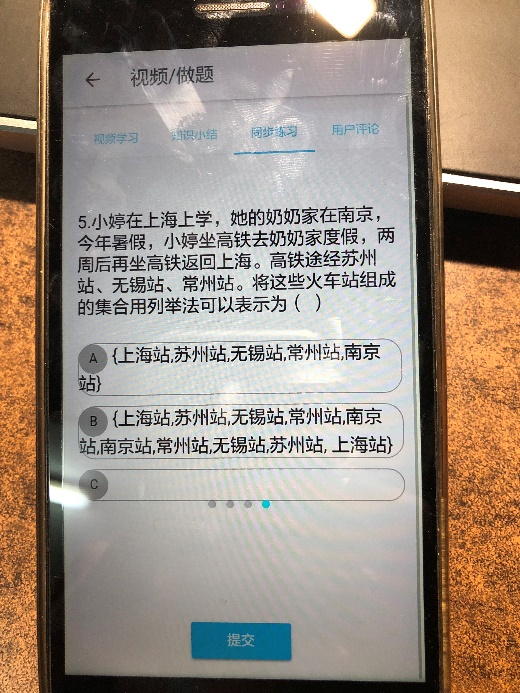 视频/做题
视频学习 知识小结 同步练习 用户评论
5.小婷在上海上学，她的奶奶家在南京，
今年暑假，小婷坐高铁去奶奶家度假，两
周后再坐高铁返回上海。高铁途经苏州
站、无锡站、常州站。将这些火车站组成
的集合用列举法可以表示为（ ）
A {上海站,苏州站,无锡站,常州站,南京
站}
B {上海站,苏州站,无锡站,常州站,南京
站,南京站,常州站,无锡站,苏州站, 上海站}
C
提交